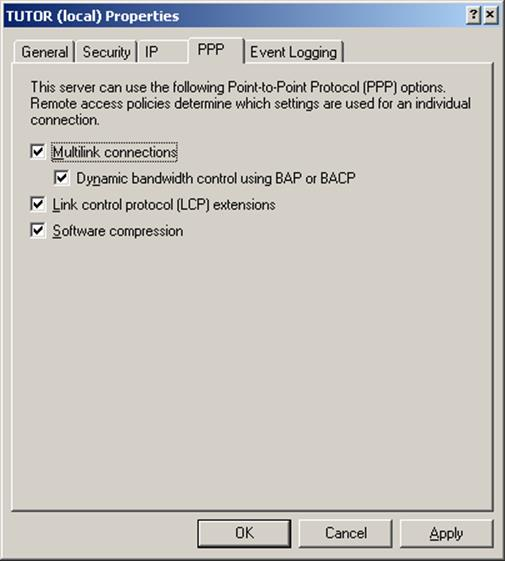 TUTOR (local) Properties
General Security IP PPP Event Logging
This server can use the following Point-to-Point Protocol (PPP) options.
Remote access policies determine which settings are used for an individual
connection.
Multilink connections
Dynamic bandwidth control using BAP or BACP
Link control protocol (LCP) extensions
Software compression
OK Cancel Apply